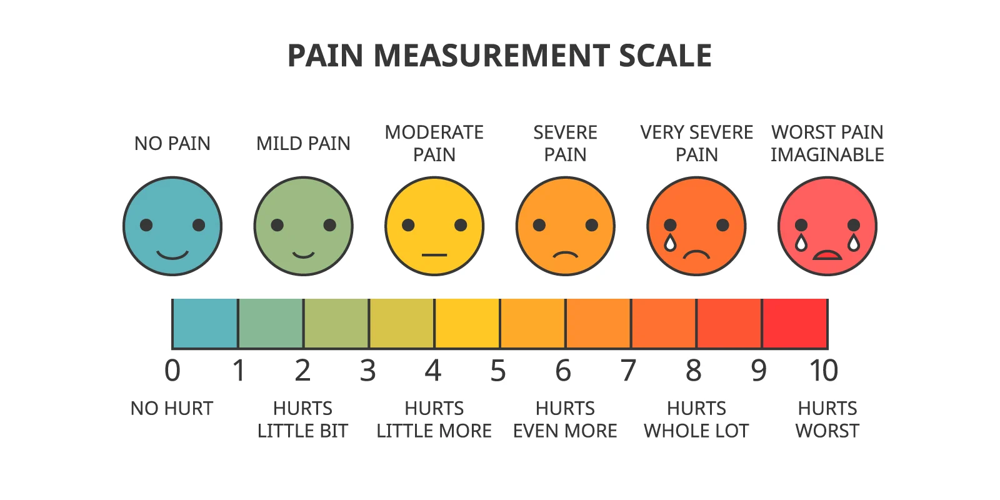 PAIN MEASUREMENT SCALE
NO PAIN
MILD PAIN
MODERATE
PAIN
SEVERE
PAIN
VERY SEVERE
PAIN
WORST PAIN
IMAGINABLE
0 1 2 3 4 5 6 7 8 9 10
NO HURT
HURTS
LITTLE BIT
HURTS
LITTLE MORE
HURTS
EVEN MORE
HURTS
WHOLE LOT
HURTS
WORST